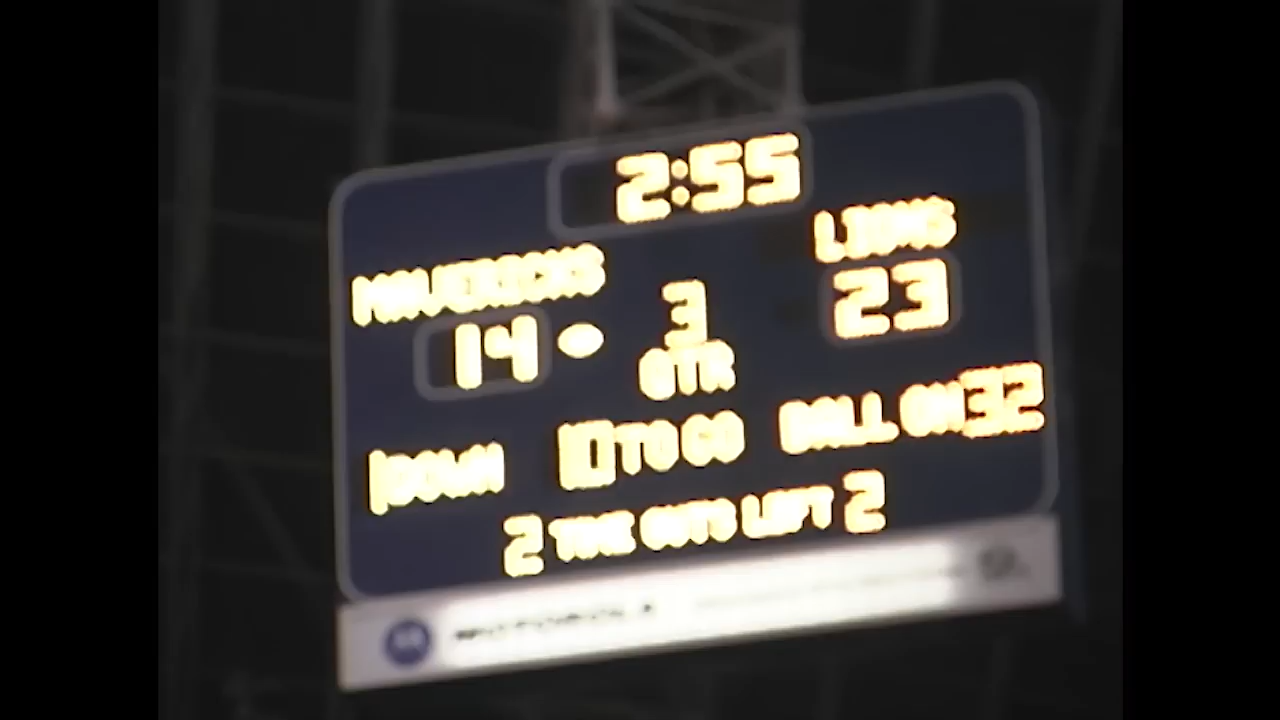 2:55
MAVERICKS LIONS
14 3 23
QTR
1 DOWN 10 TO GO BALL ON 32
2 TIME OUTS LEFT 2
MOTOROLA